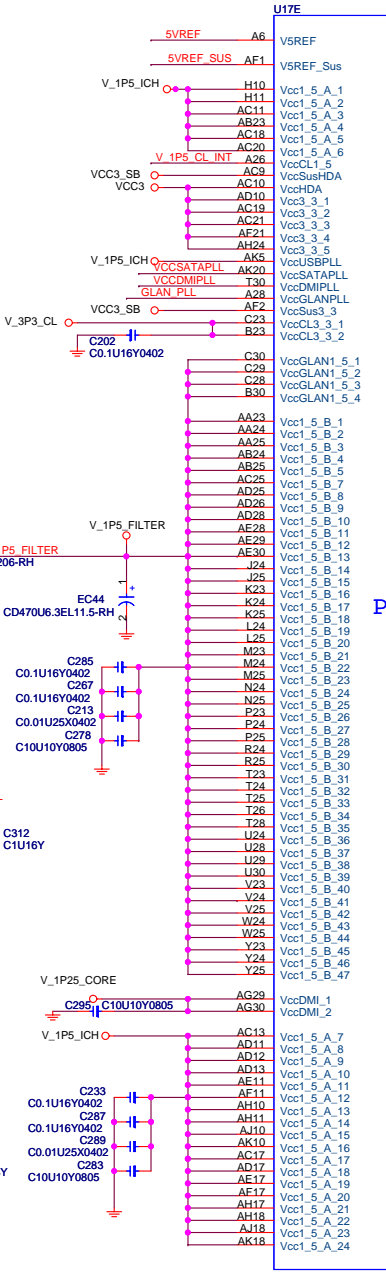 U17E
5VREF A6 V5REF
5VREF_SUS AF1 V5REF_Sus
V_1P5_ICH H10 Vcc1_5_A_1
H11 Vcc1_5_A_2
AC11 Vcc1_5_A_3
AB23 Vcc1_5_A_4
AC18 Vcc1_5_A_5
AC20 Vcc1_5_A_6
V_1P5_CL_INT A26 VccCL1_5
VCC3_SB AC9 VccSusHDA
VCC3 AC10 VccHDA
AD10 Vcc3_3_1
AC19 Vcc3_3_2
AC21 Vcc3_3_3
AF21 Vcc3_3_4
AH24 Vcc3_3_5
V_1P5_ICH AK5 VccUSBPLL
VCCSATAPLL AK20 VccSATAPLL
VCCDMIPLL T30 VccDMIPLL
GLAN_PLL A28 VccGLANPLL
VCC3_SB AF2 VccSus3_3
V_3P3_CL C23 VccCL3_3_1
B23 VccCL3_3_2
C202
C0.1U16Y0402
C30 VccGLAN1_5_1
C29 VccGLAN1_5_2
C28 VccGLAN1_5_3
B30 VccGLAN1_5_4
AA23 Vcc1_5_B_1
AA24 Vcc1_5_B_2
AA25 Vcc1_5_B_3
AB24 Vcc1_5_B_4
AB25 Vcc1_5_B_5
AC25 Vcc1_5_B_7
AD25 Vcc1_5_B_8
AD26 Vcc1_5_B_9
AD28 Vcc1_5_B_10
V_1P5_FILTER
AE28 Vcc1_5_B_11
AE29 Vcc1_5_B_12
P5_FILTER AE30 Vcc1_5_B_13
206-RH
J24 Vcc1_5_B_14
J25 Vcc1_5_B_15
1 +
K23 Vcc1_5_B_16
EC44
K24 Vcc1_5_B_17
P
CD470U6.3EL11.5-RH
2
K25 Vcc1_5_B_18
L24 Vcc1_5_B_19
L25 Vcc1_5_B_20
M23 Vcc1_5_B_21
C285
M24 Vcc1_5_B_22
C0.1U16Y0402
M25 Vcc1_5_B_23
C267
N24 Vcc1_5_B_24
C0.1U16Y0402
N25 Vcc1_5_B_25
C213
P23 Vcc1_5_B_26
C0.01U25X0402
P24 Vcc1_5_B_27
C278
P25 Vcc1_5_B_28
C10U10Y0805
R24 Vcc1_5_B_29
R25 Vcc1_5_B_30
T23 Vcc1_5_B_31
T24 Vcc1_5_B_32
T25 Vcc1_5_B_33
T26 Vcc1_5_B_34
T28 Vcc1_5_B_35
C312
U24 Vcc1_5_B_36
C1U16Y
U28 Vcc1_5_B_37
U29 Vcc1_5_B_38
U30 Vcc1_5_B_39
V23 Vcc1_5_B_40
V24 Vcc1_5_B_41
V25 Vcc1_5_B_42
W24 Vcc1_5_B_43
W25 Vcc1_5_B_44
Y23 Vcc1_5_B_45
Y24 Vcc1_5_B_46
Y25 Vcc1_5_B_47
V_1P25_CORE
AG29 VccDMI_1
C295 C10U10Y0805 AG30 VccDMI_2
V_1P5_ICH AC13 Vcc1_5_A_7
AD11 Vcc1_5_A_8
AD12 Vcc1_5_A_9
AD13 Vcc1_5_A_10
AE11 Vcc1_5_A_11
C233
AF11 Vcc1_5_A_12
C0.1U16Y0402
AH10 Vcc1_5_A_13
C287
AH11 Vcc1_5_A_14
C0.1U16Y0402
AJ10 Vcc1_5_A_15
C289
AK10 Vcc1_5_A_16
C0.01U25X0402
AC17 Vcc1_5_A_17
C283
AD17 Vcc1_5_A_18
Y
C10U10Y0805
AE17 Vcc1_5_A_19
AF17 Vcc1_5_A_20
AH17 Vcc1_5_A_21
AH18 Vcc1_5_A_22
AJ18 Vcc1_5_A_23
AK18 Vcc1_5_A_24